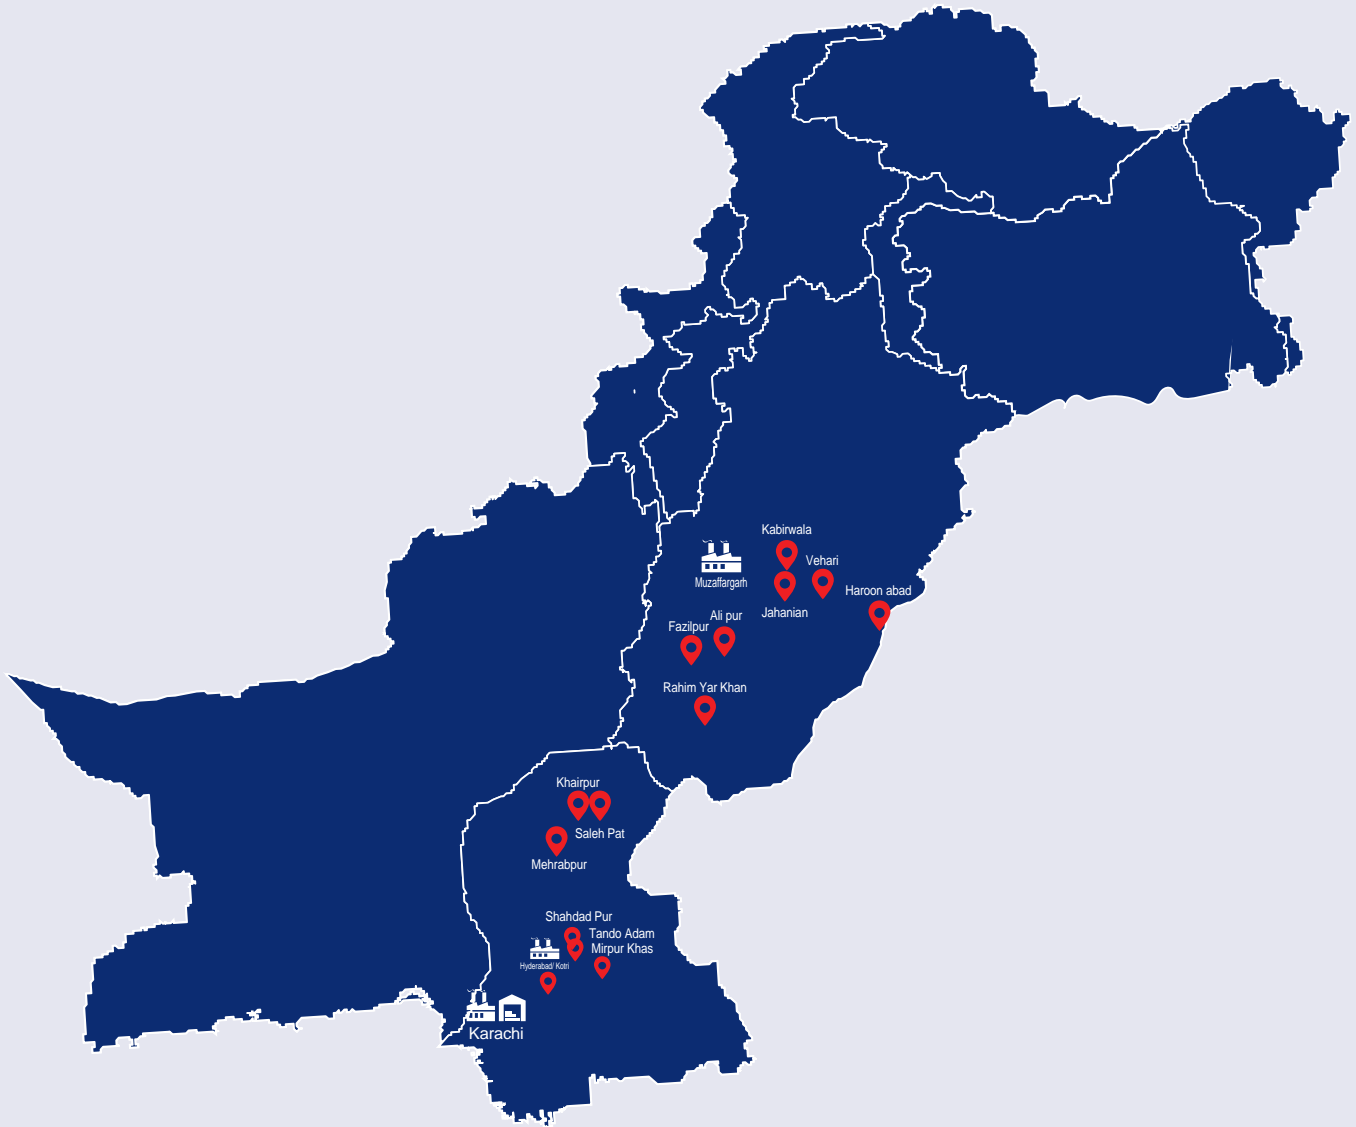 Kabirwala
Vehari
Muzaffargarh
Haroon abad
Jahanian
Ali pur
Fazilpur
Rahim Yar Khan
Khairpur
Saleh Pat
Mehrabpur
Shahdad Pur
Tando Adam
Mirpur Khas
Hyderabad/ Kotri
Karachi